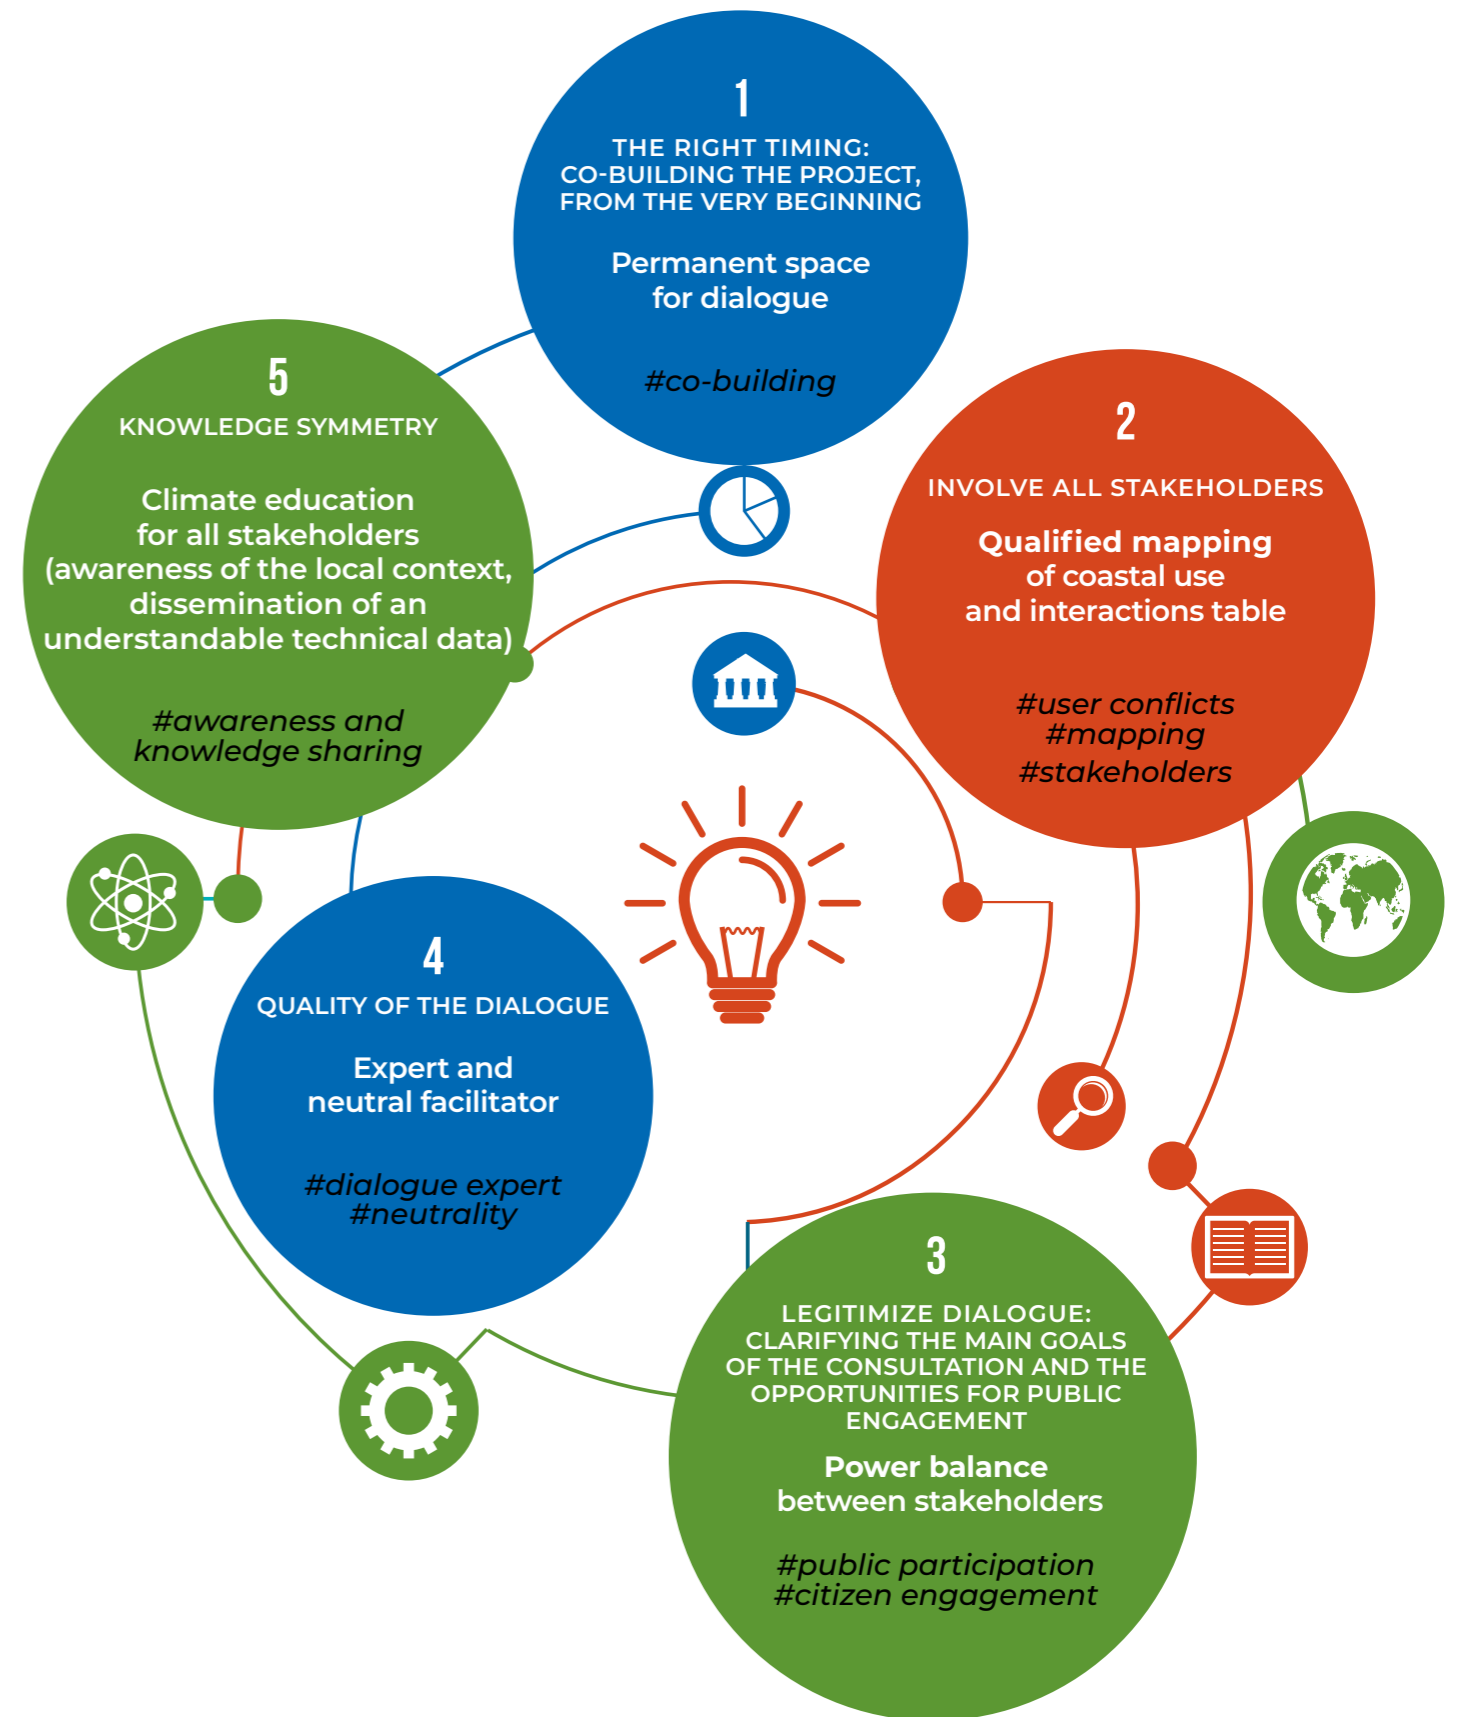 1
THE RIGHT TIMING:
CO-BUILDING THE PROJECT,
FROM THE VERY BEGINNING
Permanent space
for dialogue
#co-building
2
INVOLVE ALL STAKEHOLDERS
Qualified mapping
of coastal use
and interactions table
#user conflicts
#mapping
#stakeholders
3
LEGITIMIZE DIALOGUE:
CLARIFYING THE MAIN GOALS
OF THE CONSULTATION AND THE
OPPORTUNITIES FOR PUBLIC
ENGAGEMENT
Power balance
between stakeholders
#public participation
#citizen engagement
4
QUALITY OF THE DIALOGUE
Expert and
neutral facilitator
#dialogue expert
#neutrality
5
KNOWLEDGE SYMMETRY
Climate education
for all stakeholders
(awareness of the local context,
dissemination of an
understandable technical data)
#awareness and
knowledge sharing